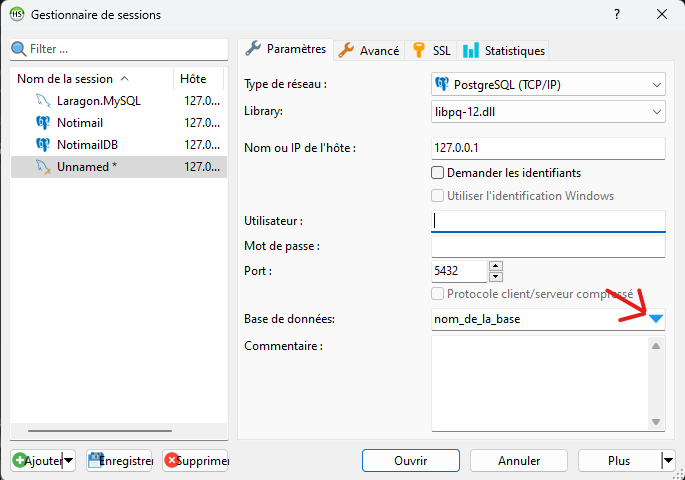 HS
Gestionnaire de sessions
?
Filter ...
Nom de la session
Hôte
Laragon.MySQL
127.0...
Notimail
127.0...
NotimailDB
127.0...
Unnamed *
127.0...
Ajouter
Enregistrer
Supprimer
Paramètres
Avancé
SSL
Statistiques
Type de réseau :
PostgreSQL (TCP/IP)
Library:
libpq-12.dll
Nom ou IP de l'hôte :
127.0.0.1
Demander les identifiants
Utiliser l'identification Windows
Utilisateur :
Mot de passe :
Port :
5432
Protocole client/serveur compressé
Base de données:
nom_de_la_base
Commentaire :
Ouvrir
Annuler
Plus